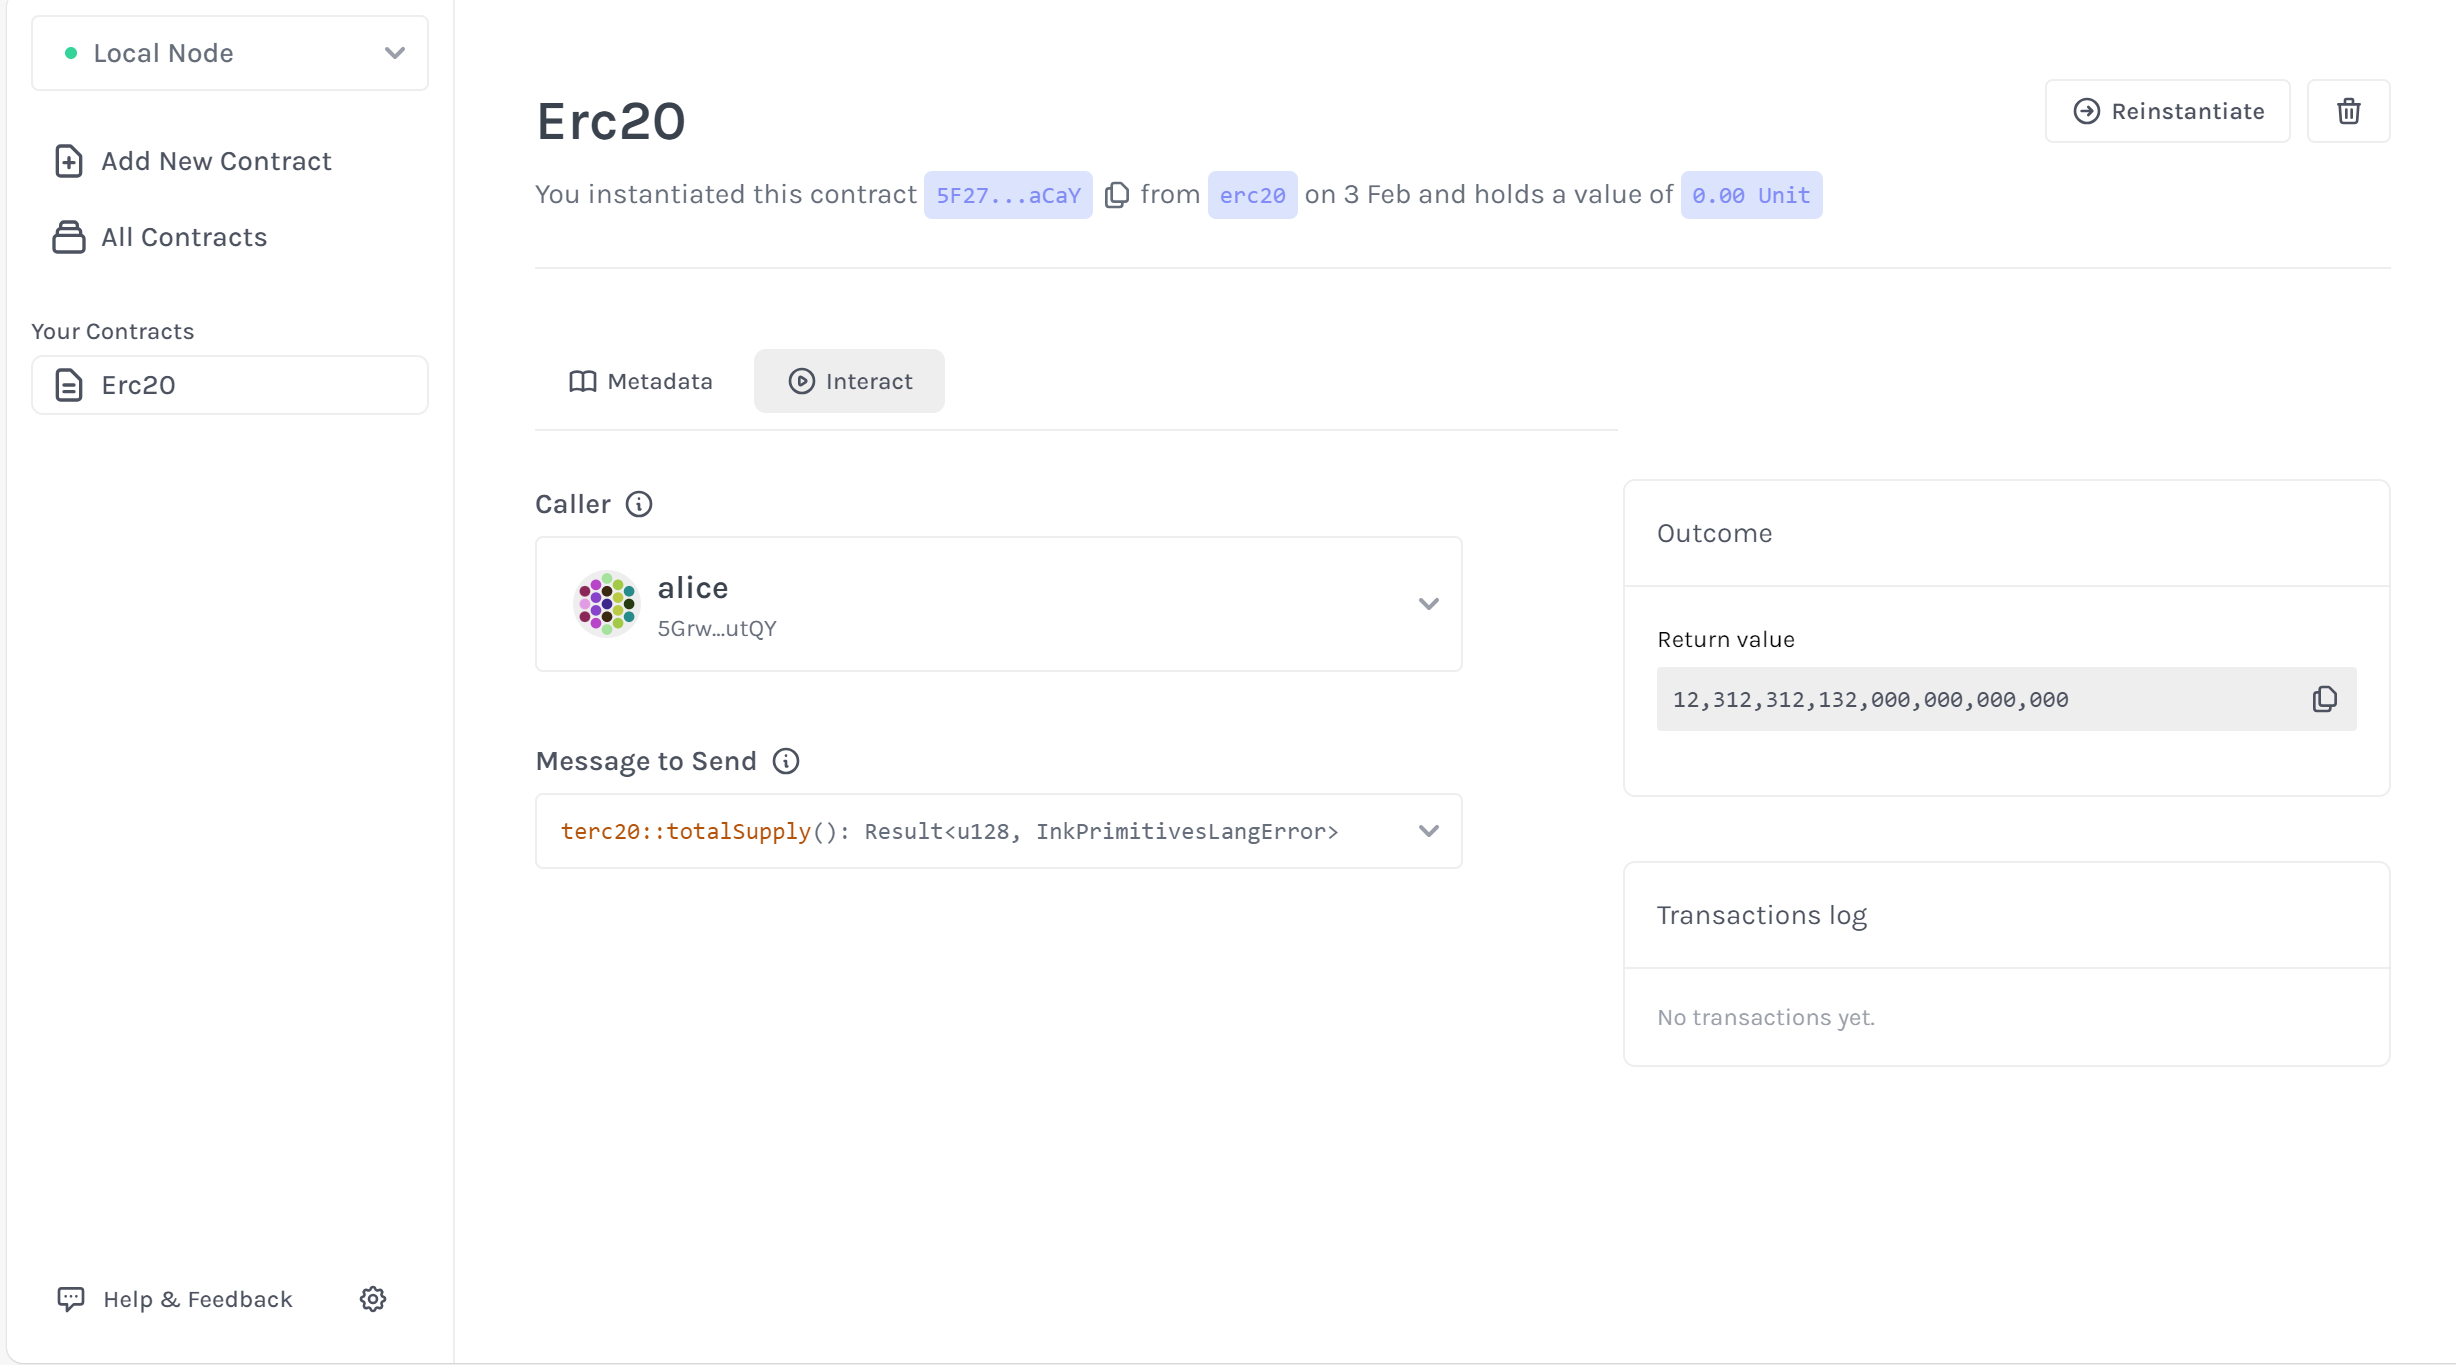 Local Node
Add New Contract
All Contracts
Your Contracts
Erc20
Help & Feedback
Erc20
Reinstantiate
You instantiated this contract 5F27...aCaY from erc20 on 3 Feb and holds a value of 0.00 Unit
Metadata
Interact
Caller
alice
5Grw...utQY
Message to Send
terc20::totalSupply(): Result<u128, InkPrimitivesLangError>
Outcome
Return value
12,312,312,132,000,000,000,000
Transactions log
No transactions yet.